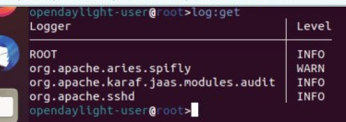 opendaylight-user@root>log:get
Logger | Level
ROOT | INFO
org.apache.aries.spifly | WARN
org.apache.karaf.jaas.modules.audit | INFO
org.apache.sshd | INFO
opendaylight-user@root>